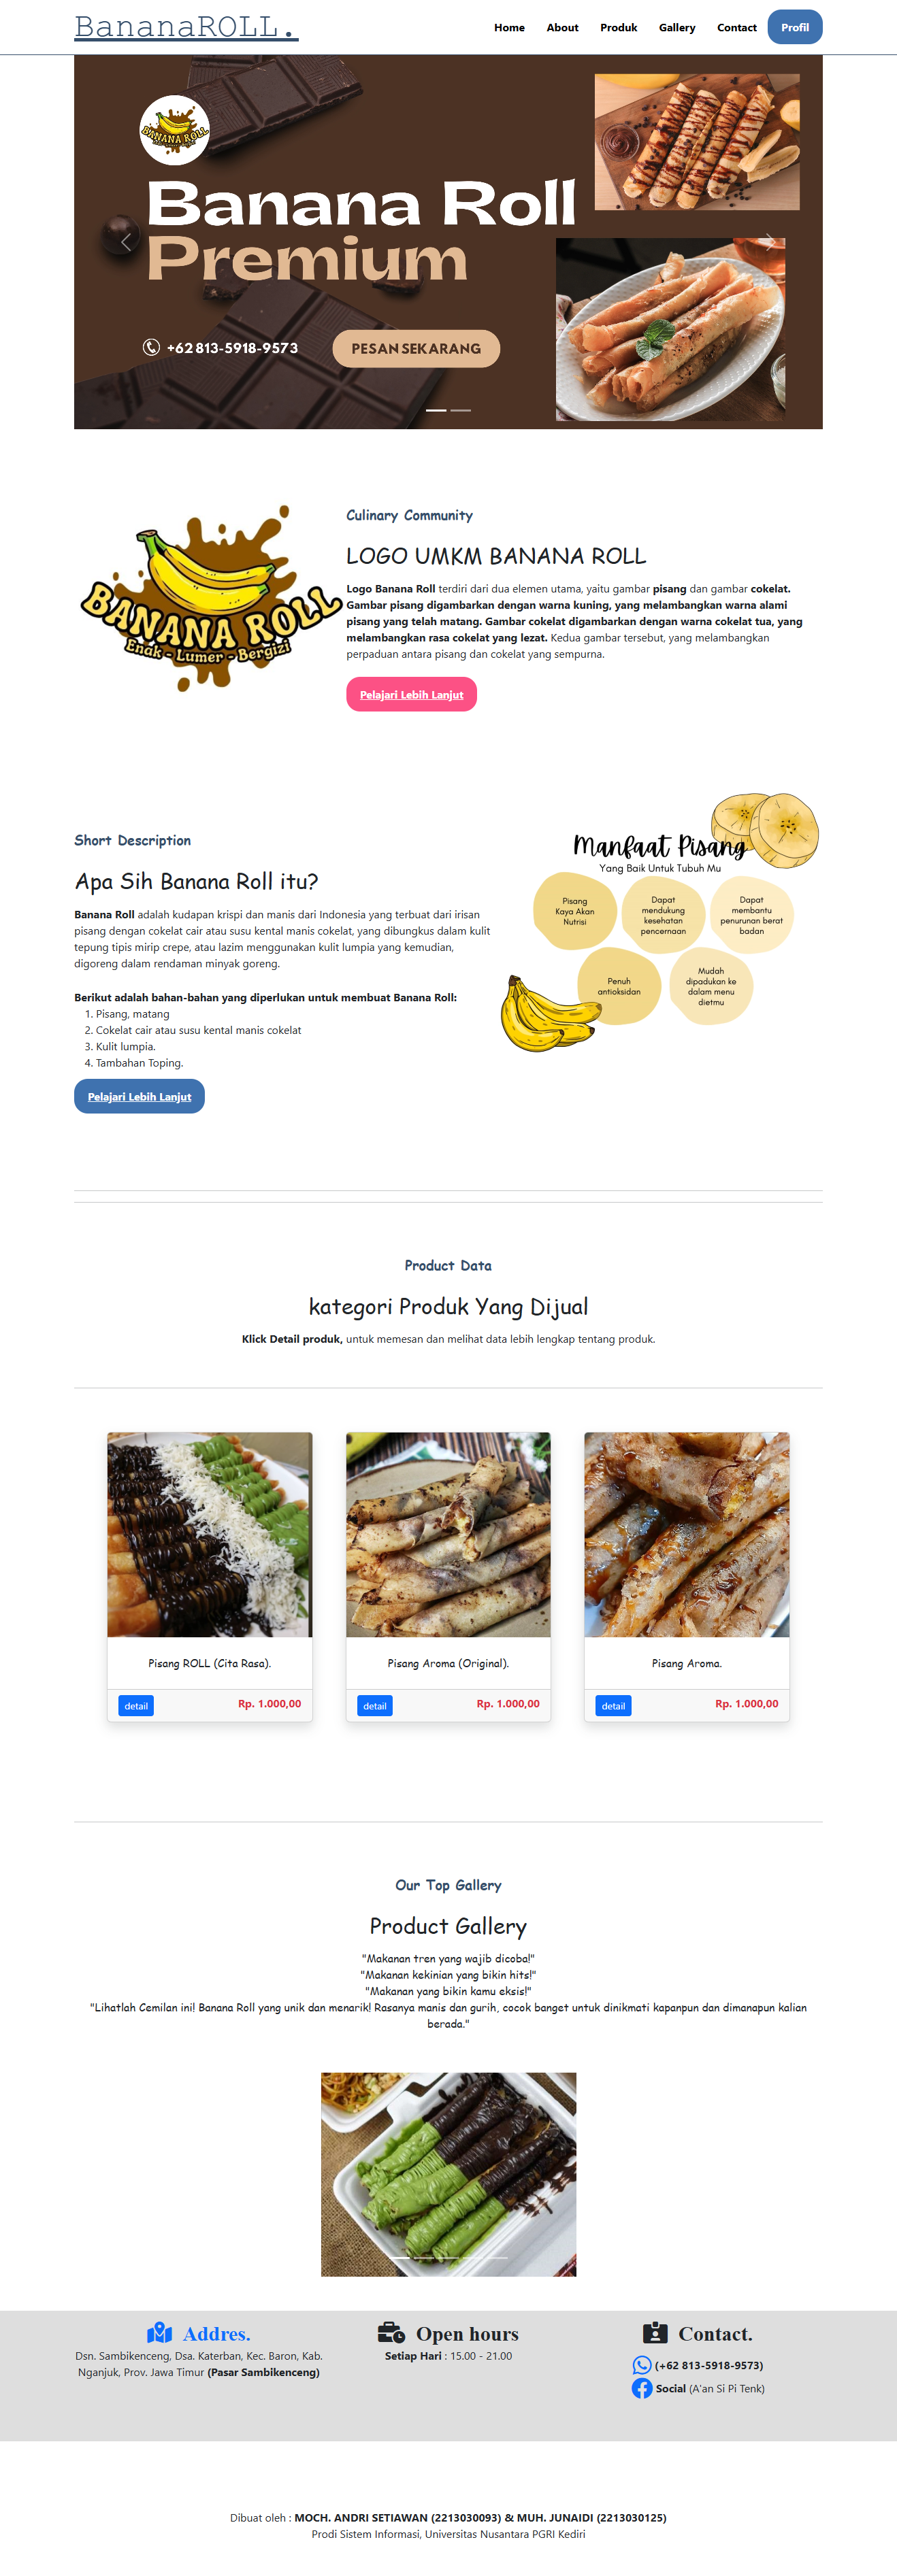 BananaROLL.
Home About Produk Gallery Contact Profil
BANANA ROLL
Banana Roll
Premium
+62 813-5918-9573
PESAN SEKARANG
Culinary Community
LOGO UMKM BANANA ROLL
Logo Banana Roll terdiri dari dua elemen utama, yaitu gambar pisang dan gambar cokelat.
Gambar pisang digambarkan dengan warna kuning, yang melambangkan warna alami
pisang yang telah matang. Gambar cokelat digambarkan dengan warna cokelat tua, yang
melambangkan rasa cokelat yang lezat. Kedua gambar tersebut, yang melambangkan
perpaduan antara pisang dan cokelat yang sempurna.
Pelajari Lebih Lanjut
BANANA ROLL
Enak - Lumer - Bergizi
Short Description
Apa Sih Banana Roll itu?
Banana Roll adalah kudapan krispi dan manis dari Indonesia yang terbuat dari irisan
pisang dengan cokelat cair atau susu kental manis cokelat, yang dibungkus dalam kulit
tepung tipis mirip crepe, atau lazim menggunakan kulit lumpia yang kemudian,
digoreng dalam rendaman minyak goreng.
Berikut adalah bahan-bahan yang diperlukan untuk membuat Banana Roll:
1. Pisang, matang
2. Cokelat cair atau susu kental manis cokelat
3. Kulit lumpia.
4. Tambahan Toping.
Pelajari Lebih Lanjut
Manfaat Pisang
Yang Baik Untuk Tubuh Mu
Pisang
Kaya Akan
Nutrisi
Dapat
mendukung
kesehatan
pencernaan
Dapat
membantu
penurunan berat
badan
Penuh
antioksidan
Mudah
dipadukan ke
dalam menu
dietmu
Product Data
kategori Produk Yang Dijual
Klick Detail produk, untuk memesan dan melihat data lebih lengkap tentang produk.
Pisang ROLL (Cita Rasa).
detail Rp. 1.000,00
Pisang Aroma (Original).
detail Rp. 1.000,00
Pisang Aroma.
detail Rp. 1.000,00
Our Top Gallery
Product Gallery
"Makanan tren yang wajib dicoba!"
"Makanan kekinian yang bikin hits!"
"Makanan yang bikin kamu eksis!"
"Lihatlah Cemilan ini! Banana Roll yang unik dan menarik! Rasanya manis dan gurih, cocok banget untuk dinikmati kapanpun dan dimanapun kalian
berada."
Addres.
Dsn. Sambikenceng, Dsa. Katerban, Kec. Baron, Kab.
Nganjuk, Prov. Jawa Timur (Pasar Sambikenceng)
Open hours
Setiap Hari : 15.00 - 21.00
Contact.
(+62 813-5918-9573)
Social (A'an Si Pi Tenk)
Dibuat oleh : MOCH. ANDRI SETIAWAN (2213030093) & MUH. JUNAIDI (2213030125)
Prodi Sistem Informasi, Universitas Nusantara PGRI Kediri